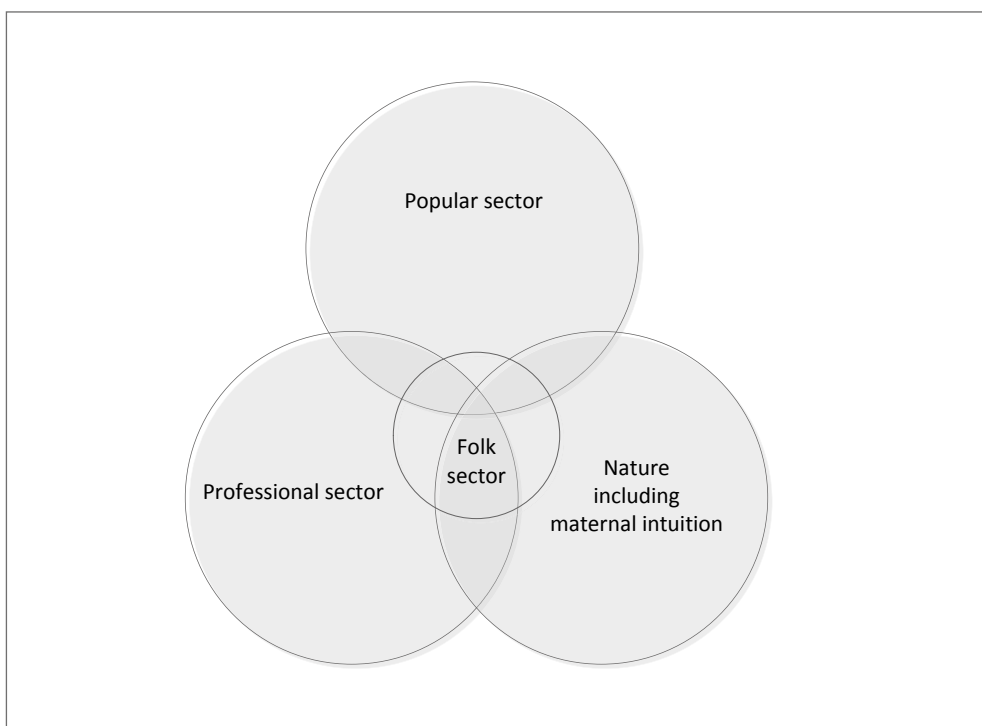 Popular sector
Folk
sector
Professional sector
Nature
including
maternal intuition